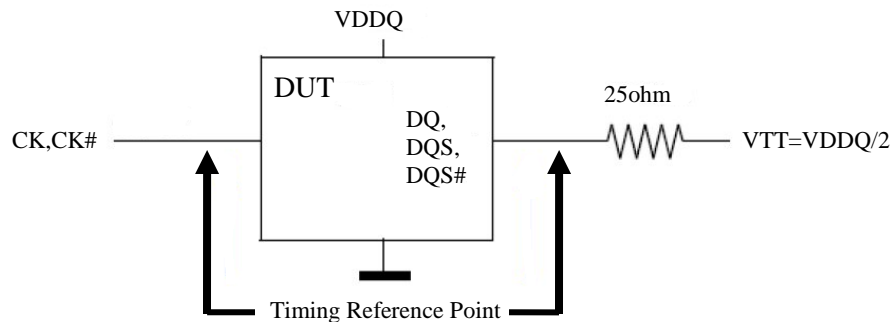 VDDQ
DUT
25ohm
CK,CK#
DQ,
DQS,
DQS#
VTT=VDDQ/2
Timing Reference Point